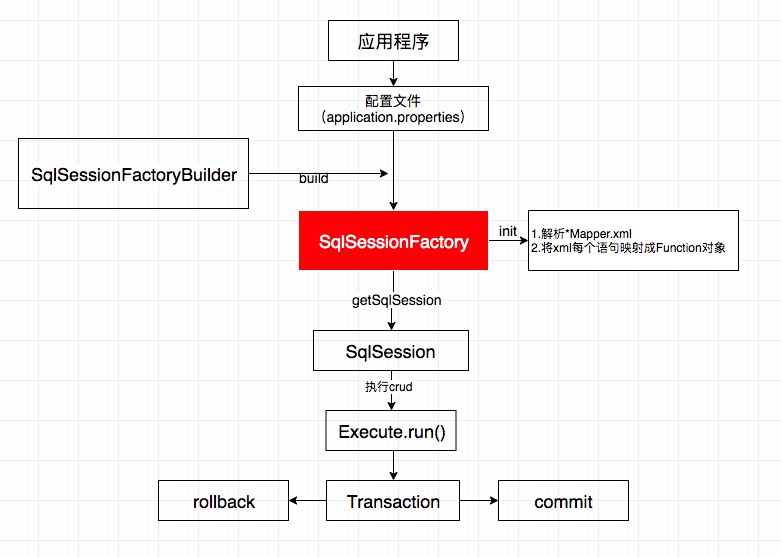 应用程序
配置文件
（application.properties）
SqlSessionFactoryBuilder
build
SqlSessionFactory
init
1.解析*Mapper.xml
2.将xml每个语句映射成Function对象
getSqlSession
SqlSession
执行crud
Execute.run()
rollback
Transaction
commit